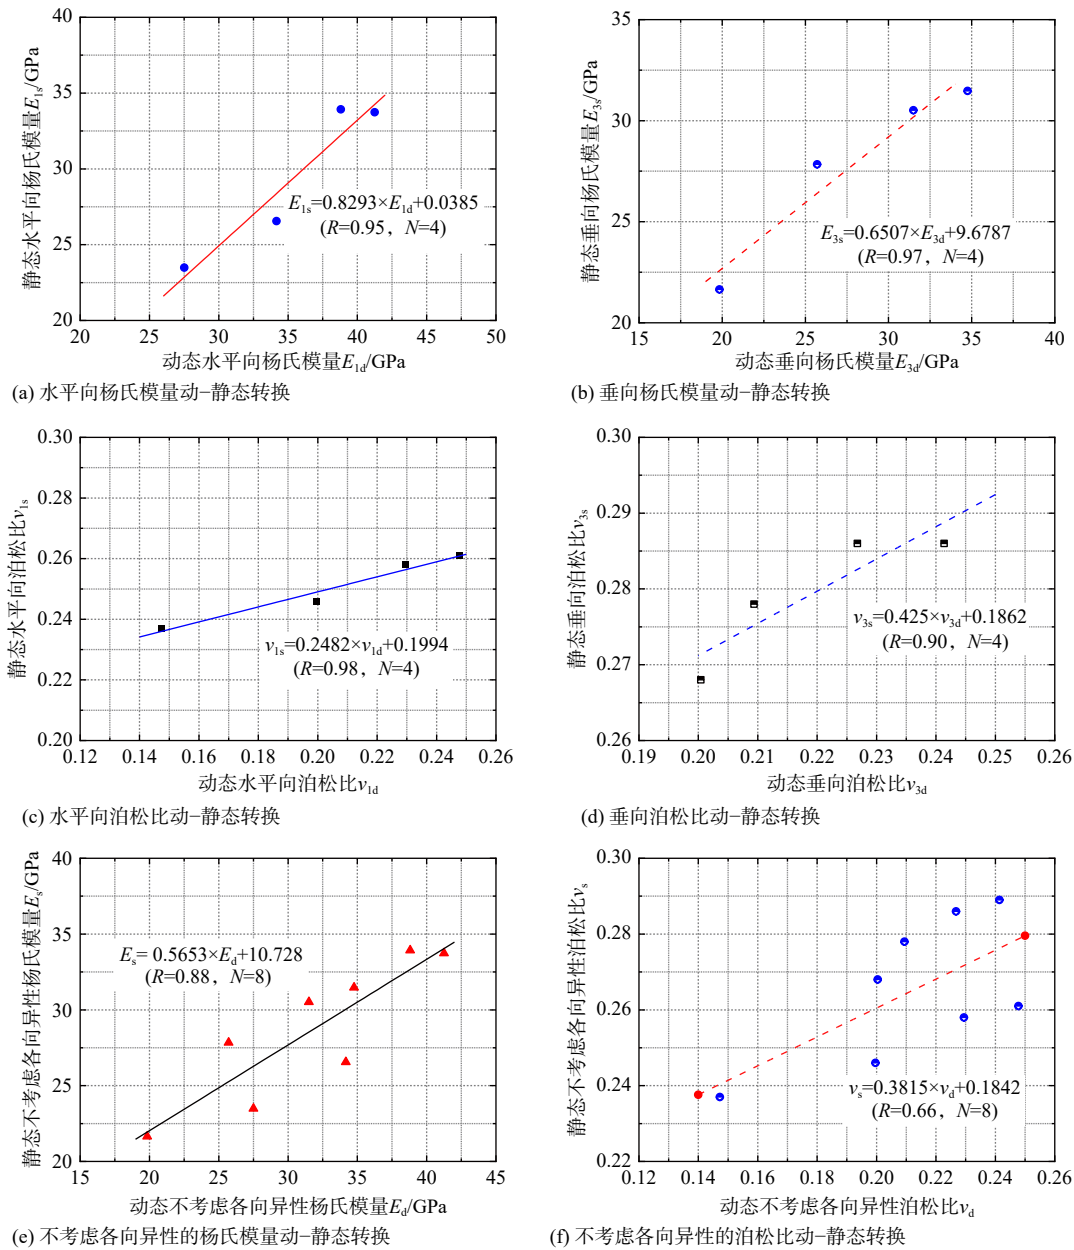 40
35
30
25
20
静态水平向杨氏模量E1s/GPa
E1s=0.8293×E1d+0.0385
(R=0.95, N=4)
20 25 30 35 40 45 50
动态水平向杨氏模量E1d/GPa
(a) 水平向杨氏模量动−静态转换
35
30
25
20
静态垂向杨氏模量E3s/GPa
E3s=0.6507×E3d+9.6787
(R=0.97, N=4)
15 20 25 30 35 40
动态垂向杨氏模量E3d/GPa
(b) 垂向杨氏模量动−静态转换
0.30
0.28
0.26
0.24
0.22
0.20
静态水平向泊松比v1s
v1s=0.2482×v1d+0.1994
(R=0.98, N=4)
0.12 0.14 0.16 0.18 0.20 0.22 0.24 0.26
动态水平向泊松比v1d
(c) 水平向泊松比动−静态转换
0.30
0.29
0.28
0.27
0.26
静态垂向泊松比v3s
v3s=0.425×v3d+0.1862
(R=0.90, N=4)
0.19 0.20 0.21 0.22 0.23 0.24 0.25 0.26
动态垂向泊松比v3d
(d) 垂向泊松比动−静态转换
40
35
30
25
20
静态不考虑各向异性杨氏模量Es/GPa
Es= 0.5653×Ed+10.728
(R=0.88, N=8)
20 25 30 35 40 45
动态不考虑各向异性杨氏模量Ed/GPa
(e) 不考虑各向异性的杨氏模量动−静态转换
0.30
0.28
0.26
0.24
0.22
静态不考虑各向异性泊松比vs
vs=0.3815×vd+0.1842
(R=0.66, N=8)
0.12 0.14 0.16 0.18 0.20 0.22 0.24 0.26
动态不考虑各向异性泊松比vd
(f) 不考虑各向异性的泊松比动−静态转换